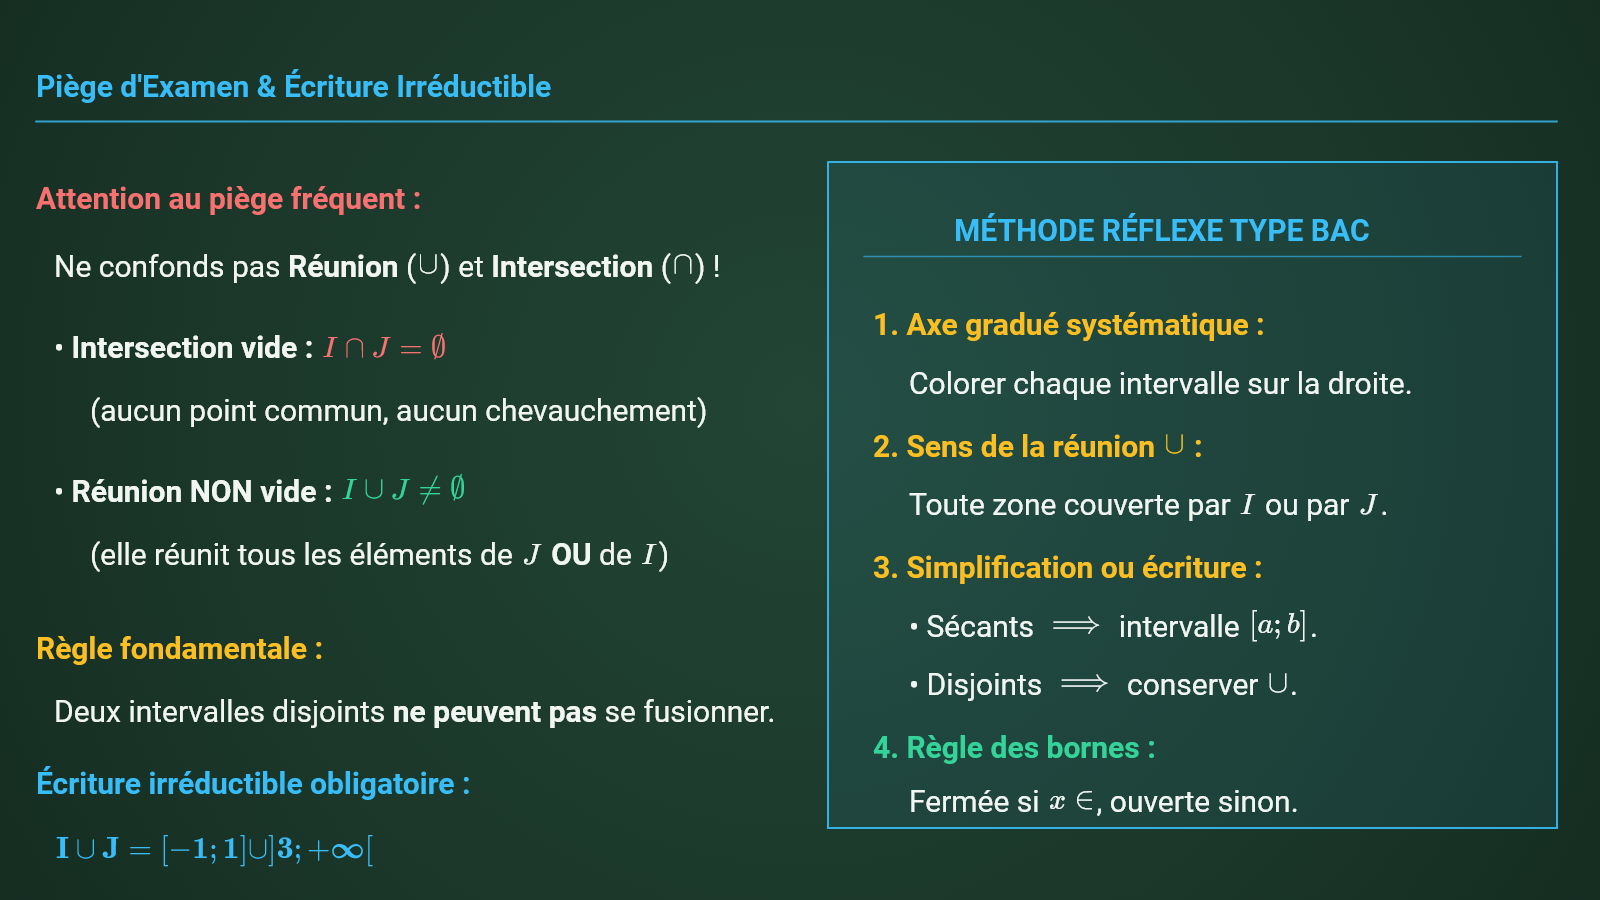 Piège d'Examen & Écriture Irréductible
Attention au piège fréquent :
Ne confonds pas Réunion (∪) et Intersection (∩) !
• Intersection vide : I ∩ J = ∅
(aucun point commun, aucun chevauchement)
• Réunion NON vide : I ∪ J ≠ ∅
(elle réunit tous les éléments de J OU de I)
Règle fondamentale :
Deux intervalles disjoints ne peuvent pas se fusionner.
Écriture irréductible obligatoire :
I ∪ J = [−1; 1]∪]3; +∞[
MÉTHODE RÉFLEXE TYPE BAC
1. Axe gradué systématique :
Colorer chaque intervalle sur la droite.
2. Sens de la réunion ∪ :
Toute zone couverte par I ou par J.
3. Simplification ou écriture :
• Sécants ⟹ intervalle [a; b].
• Disjoints ⟹ conserver ∪.
4. Règle des bornes :
Fermée si x ∈, ouverte sinon.